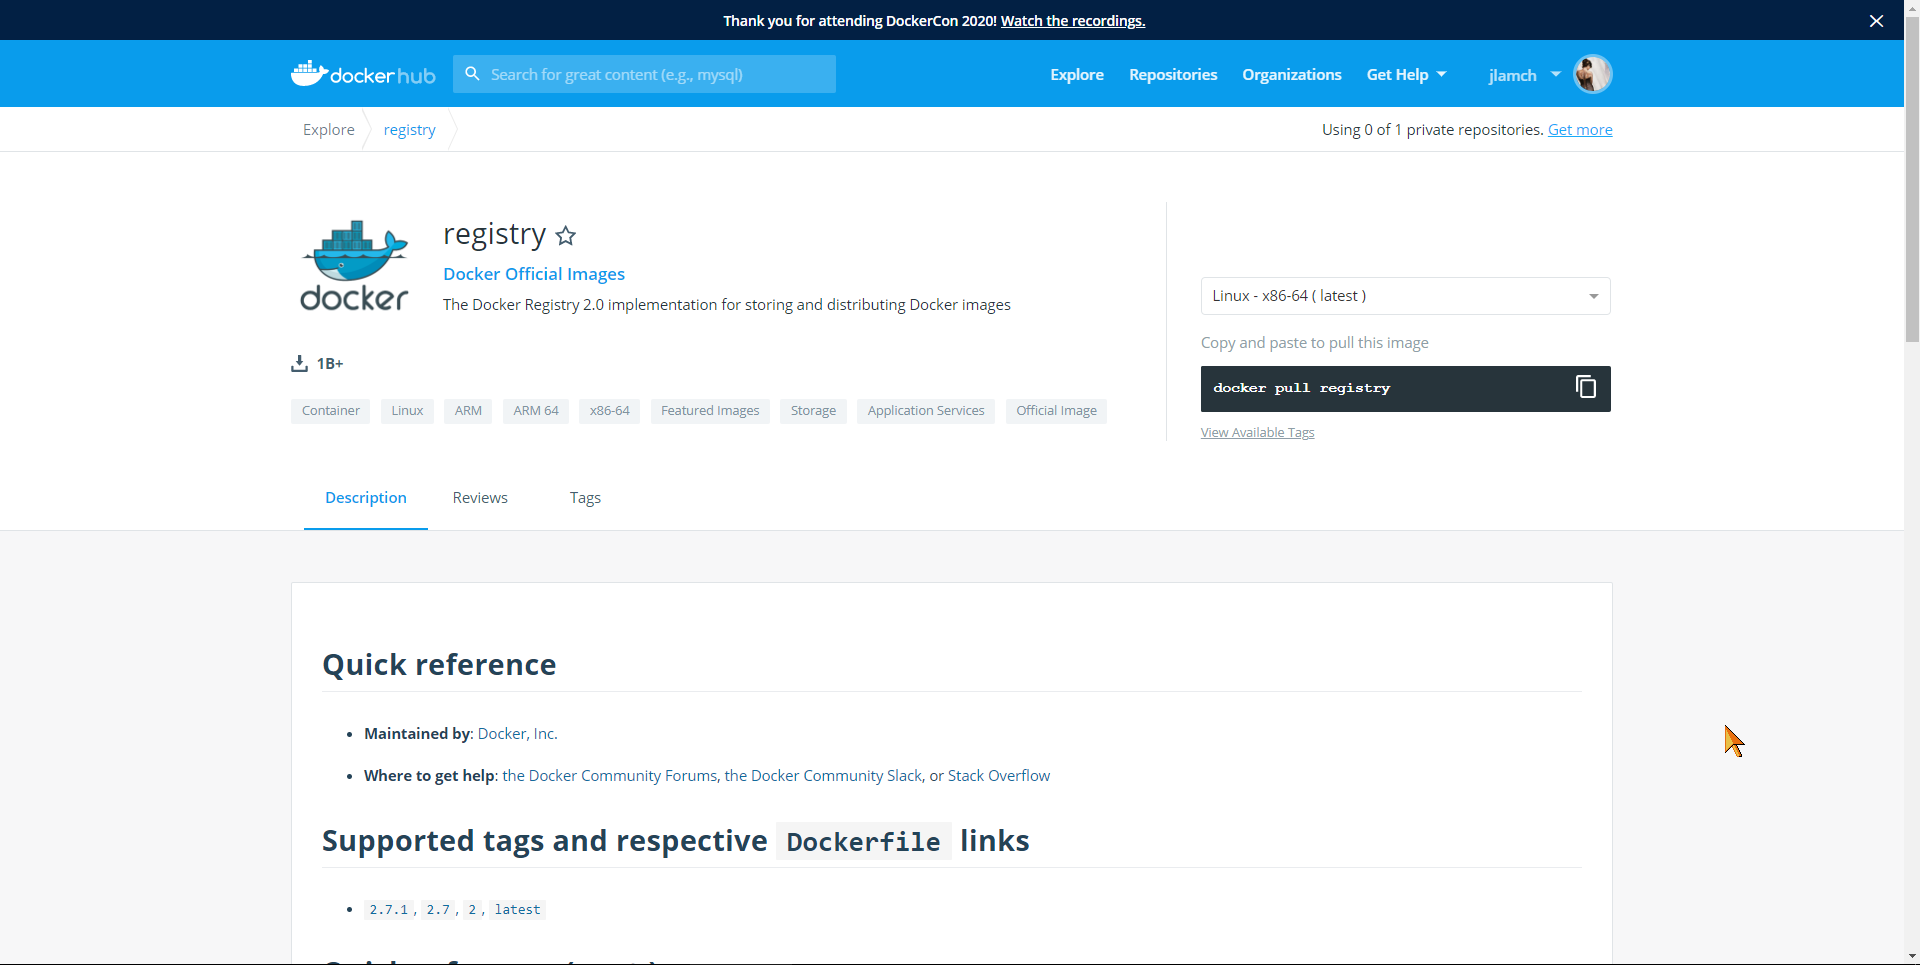 Thank you for attending DockerCon 2020! Watch the recordings.
docker hub
Search for great content (e.g., mysql)
Explore
Repositories
Organizations
Get Help
jlamch
Explore
registry
Using 0 of 1 private repositories. Get more
docker
registry
Docker Official Images
The Docker Registry 2.0 implementation for storing and distributing Docker images
1B+
Container
Linux
ARM
ARM 64
x86-64
Featured Images
Storage
Application Services
Official Image
Linux - x86-64 ( latest )
Copy and paste to pull this image
docker pull registry
View Available Tags
Description
Reviews
Tags
Quick reference
Maintained by: Docker, Inc.
Where to get help: the Docker Community Forums, the Docker Community Slack, or Stack Overflow
Supported tags and respective Dockerfile links
2.7.1, 2.7, 2, latest